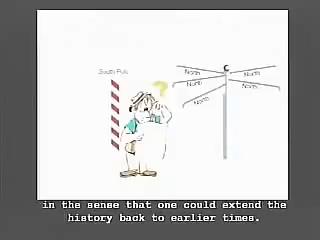 South Pole
North
North
North
North
North
in the sense that one could extend the
history back to earlier times.